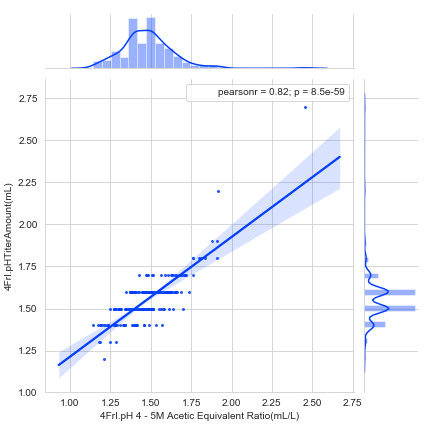 pearsonr = 0.82; p = 8.5e-59
2.75
2.50
2.25
2.00
1.75
1.50
1.25
1.00
4FrI.pHTiterAmount(mL)
1.00 1.25 1.50 1.75 2.00 2.25 2.50 2.75
4FrI.pH 4 - 5M Acetic Equivalent Ratio(mL/L)